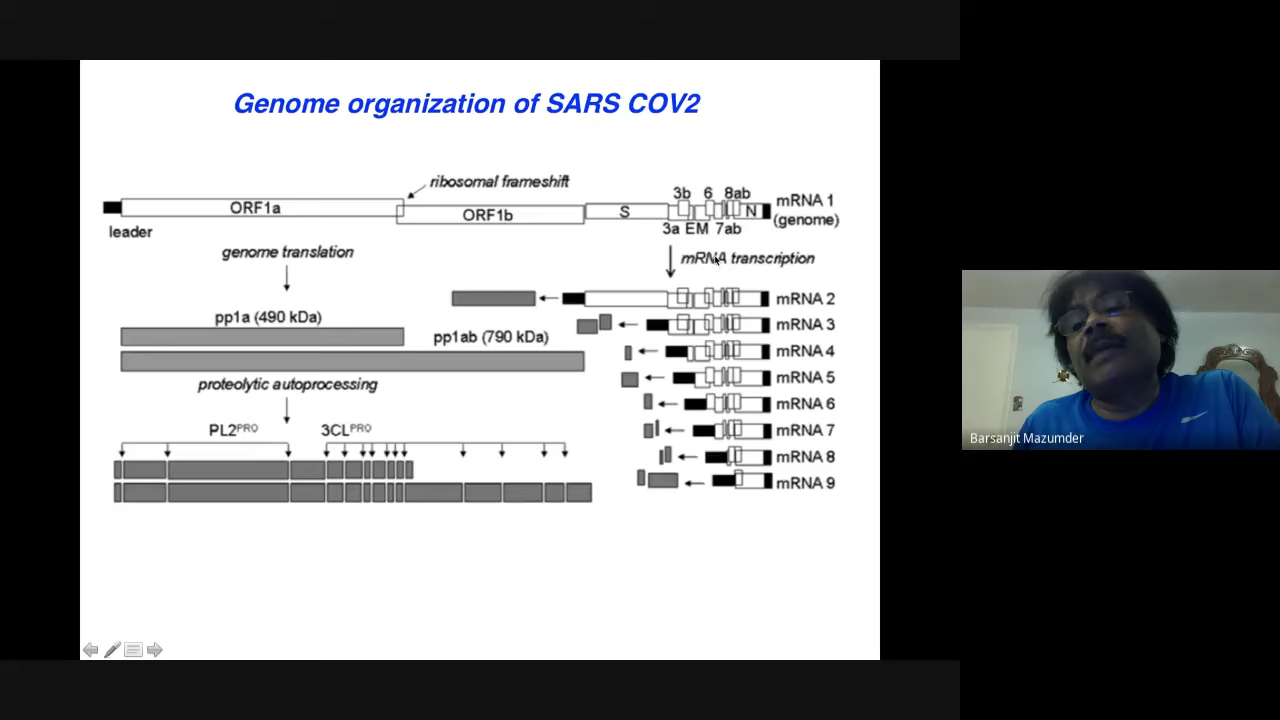 Genome organization of SARS COV2
ribosomal frameshift
3b 6 8ab
mRNA 1
ORF1a
ORF1b
S
N
(genome)
leader
3a EM 7ab
genome translation
mRNA transcription
mRNA 2
pp1a (490 kDa)
mRNA 3
pp1ab (790 kDa)
mRNA 4
mRNA 5
proteolytic autoprocessing
mRNA 6
PL2PRO
3CLPRO
mRNA 7
mRNA 8
mRNA 9
Barsanjit Mazumder